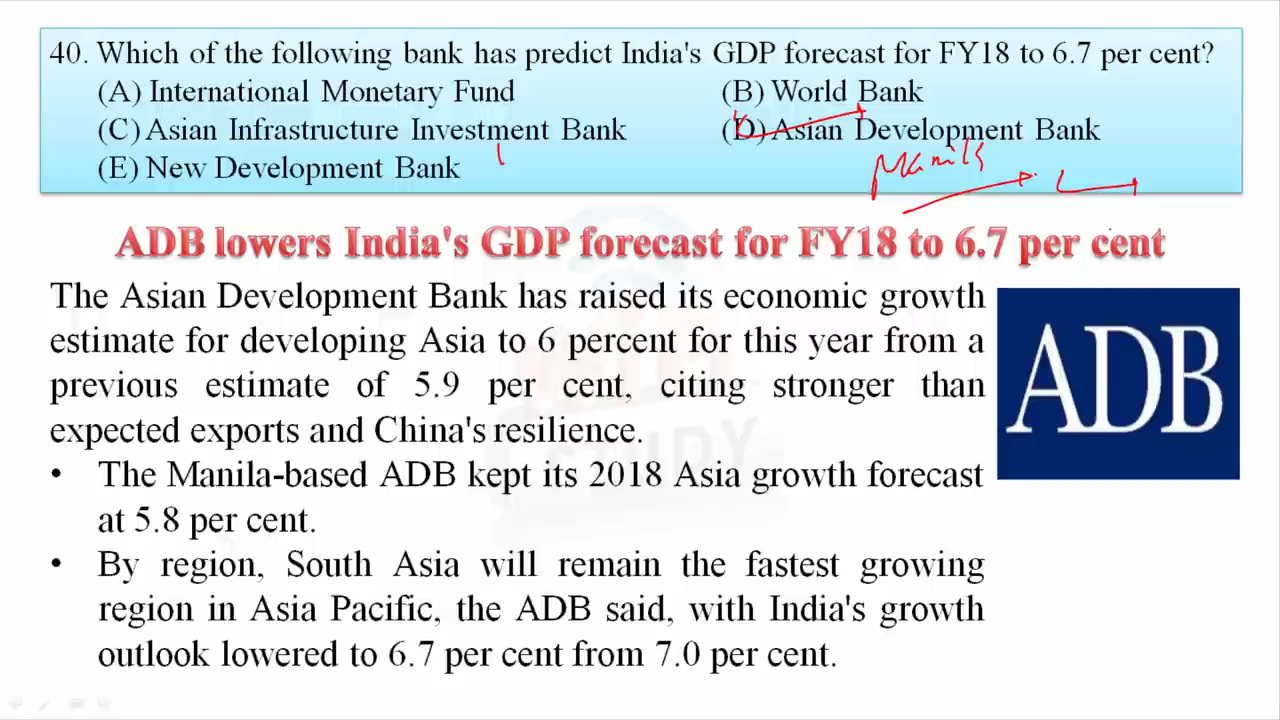 40. Which of the following bank has predict India's GDP forecast for FY18 to 6.7 per cent?
(A) International Monetary Fund (B) World Bank
(C) Asian Infrastructure Investment Bank (D) Asian Development Bank
(E) New Development Bank
Manila
ADB lowers India's GDP forecast for FY18 to 6.7 per cent
The Asian Development Bank has raised its economic growth
estimate for developing Asia to 6 percent for this year from a
previous estimate of 5.9 per cent, citing stronger than
expected exports and China's resilience.
ADB
• The Manila-based ADB kept its 2018 Asia growth forecast
at 5.8 per cent.
• By region, South Asia will remain the fastest growing
region in Asia Pacific, the ADB said, with India's growth
outlook lowered to 6.7 per cent from 7.0 per cent.